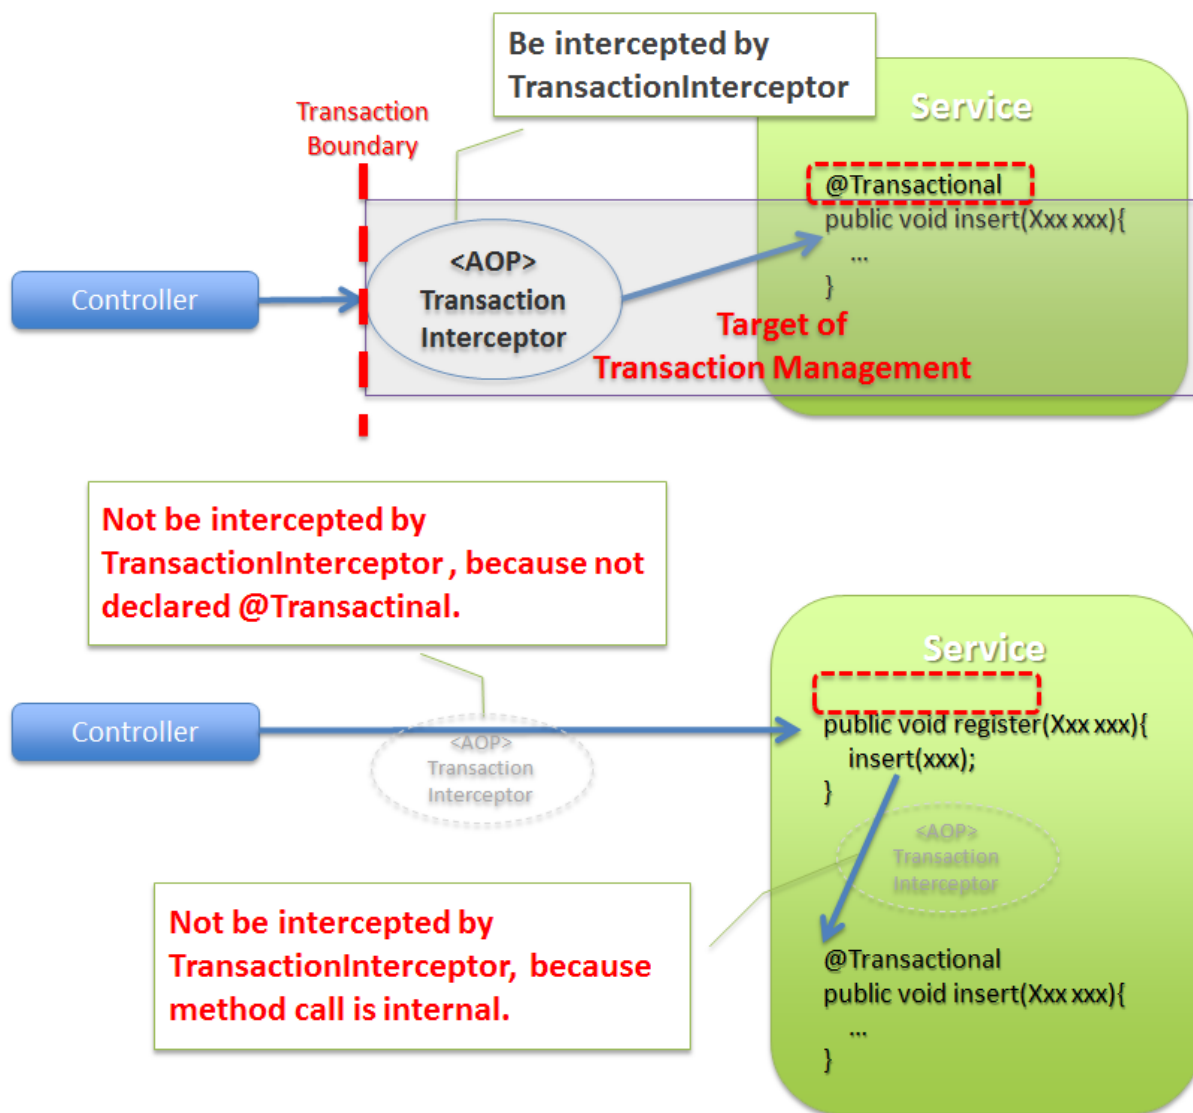 Be intercepted by
TransactionInterceptor
Transaction
Boundary
Service
@Transactional
public void insert(Xxx xxx){
...
}
Controller
<AOP>
Transaction
Interceptor
Target of
Transaction Management
Not be intercepted by
TransactionInterceptor , because not
declared @Transactinal.
Service
Controller
public void register(Xxx xxx){
insert(xxx);
}
<AOP>
Transaction
Interceptor
<AOP>
Transaction
Interceptor
Not be intercepted by
TransactionInterceptor, because
method call is internal.
@Transactional
public void insert(Xxx xxx){
...
}